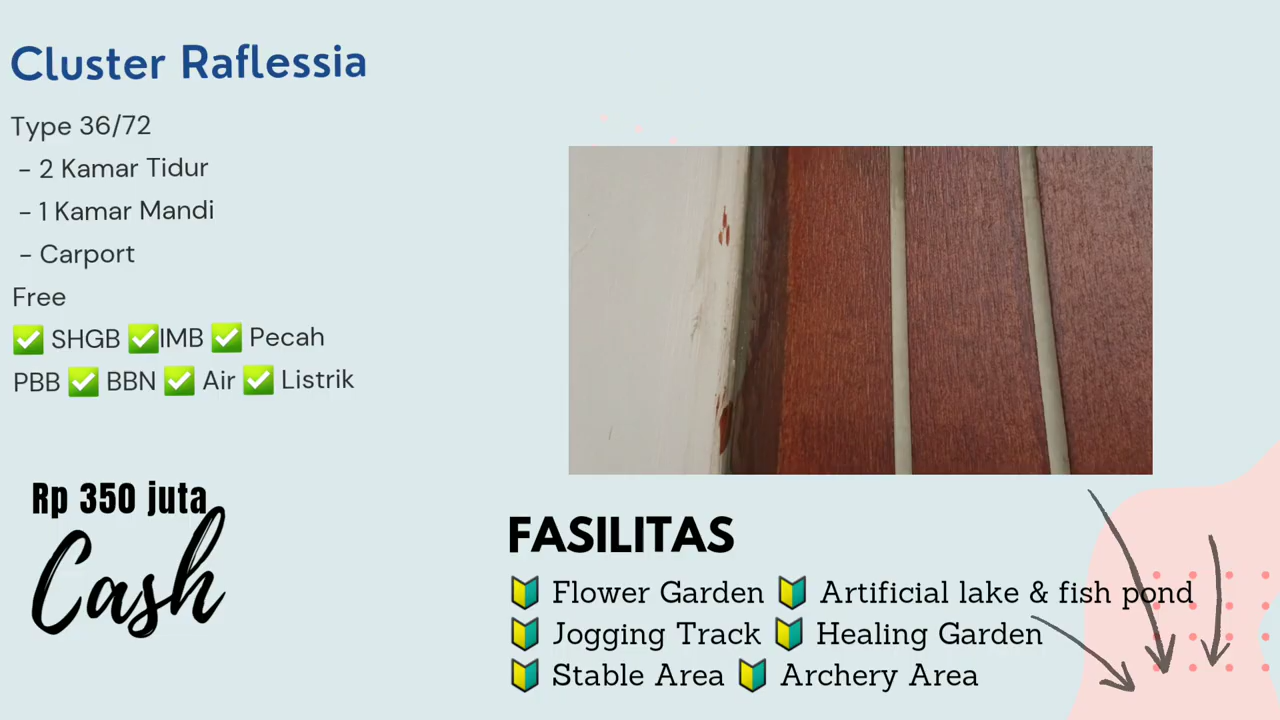 Cluster Raflessia
Type 36/72
- 2 Kamar Tidur
- 1 Kamar Mandi
- Carport
Free
✅ SHGB ✅IMB ✅ Pecah
PBB ✅ BBN ✅ Air ✅ Listrik
Rp 350 juta
Cash
FASILITAS
🔰 Flower Garden 🔰 Artificial lake & fish pond
🔰 Jogging Track 🔰 Healing Garden
🔰 Stable Area 🔰 Archery Area